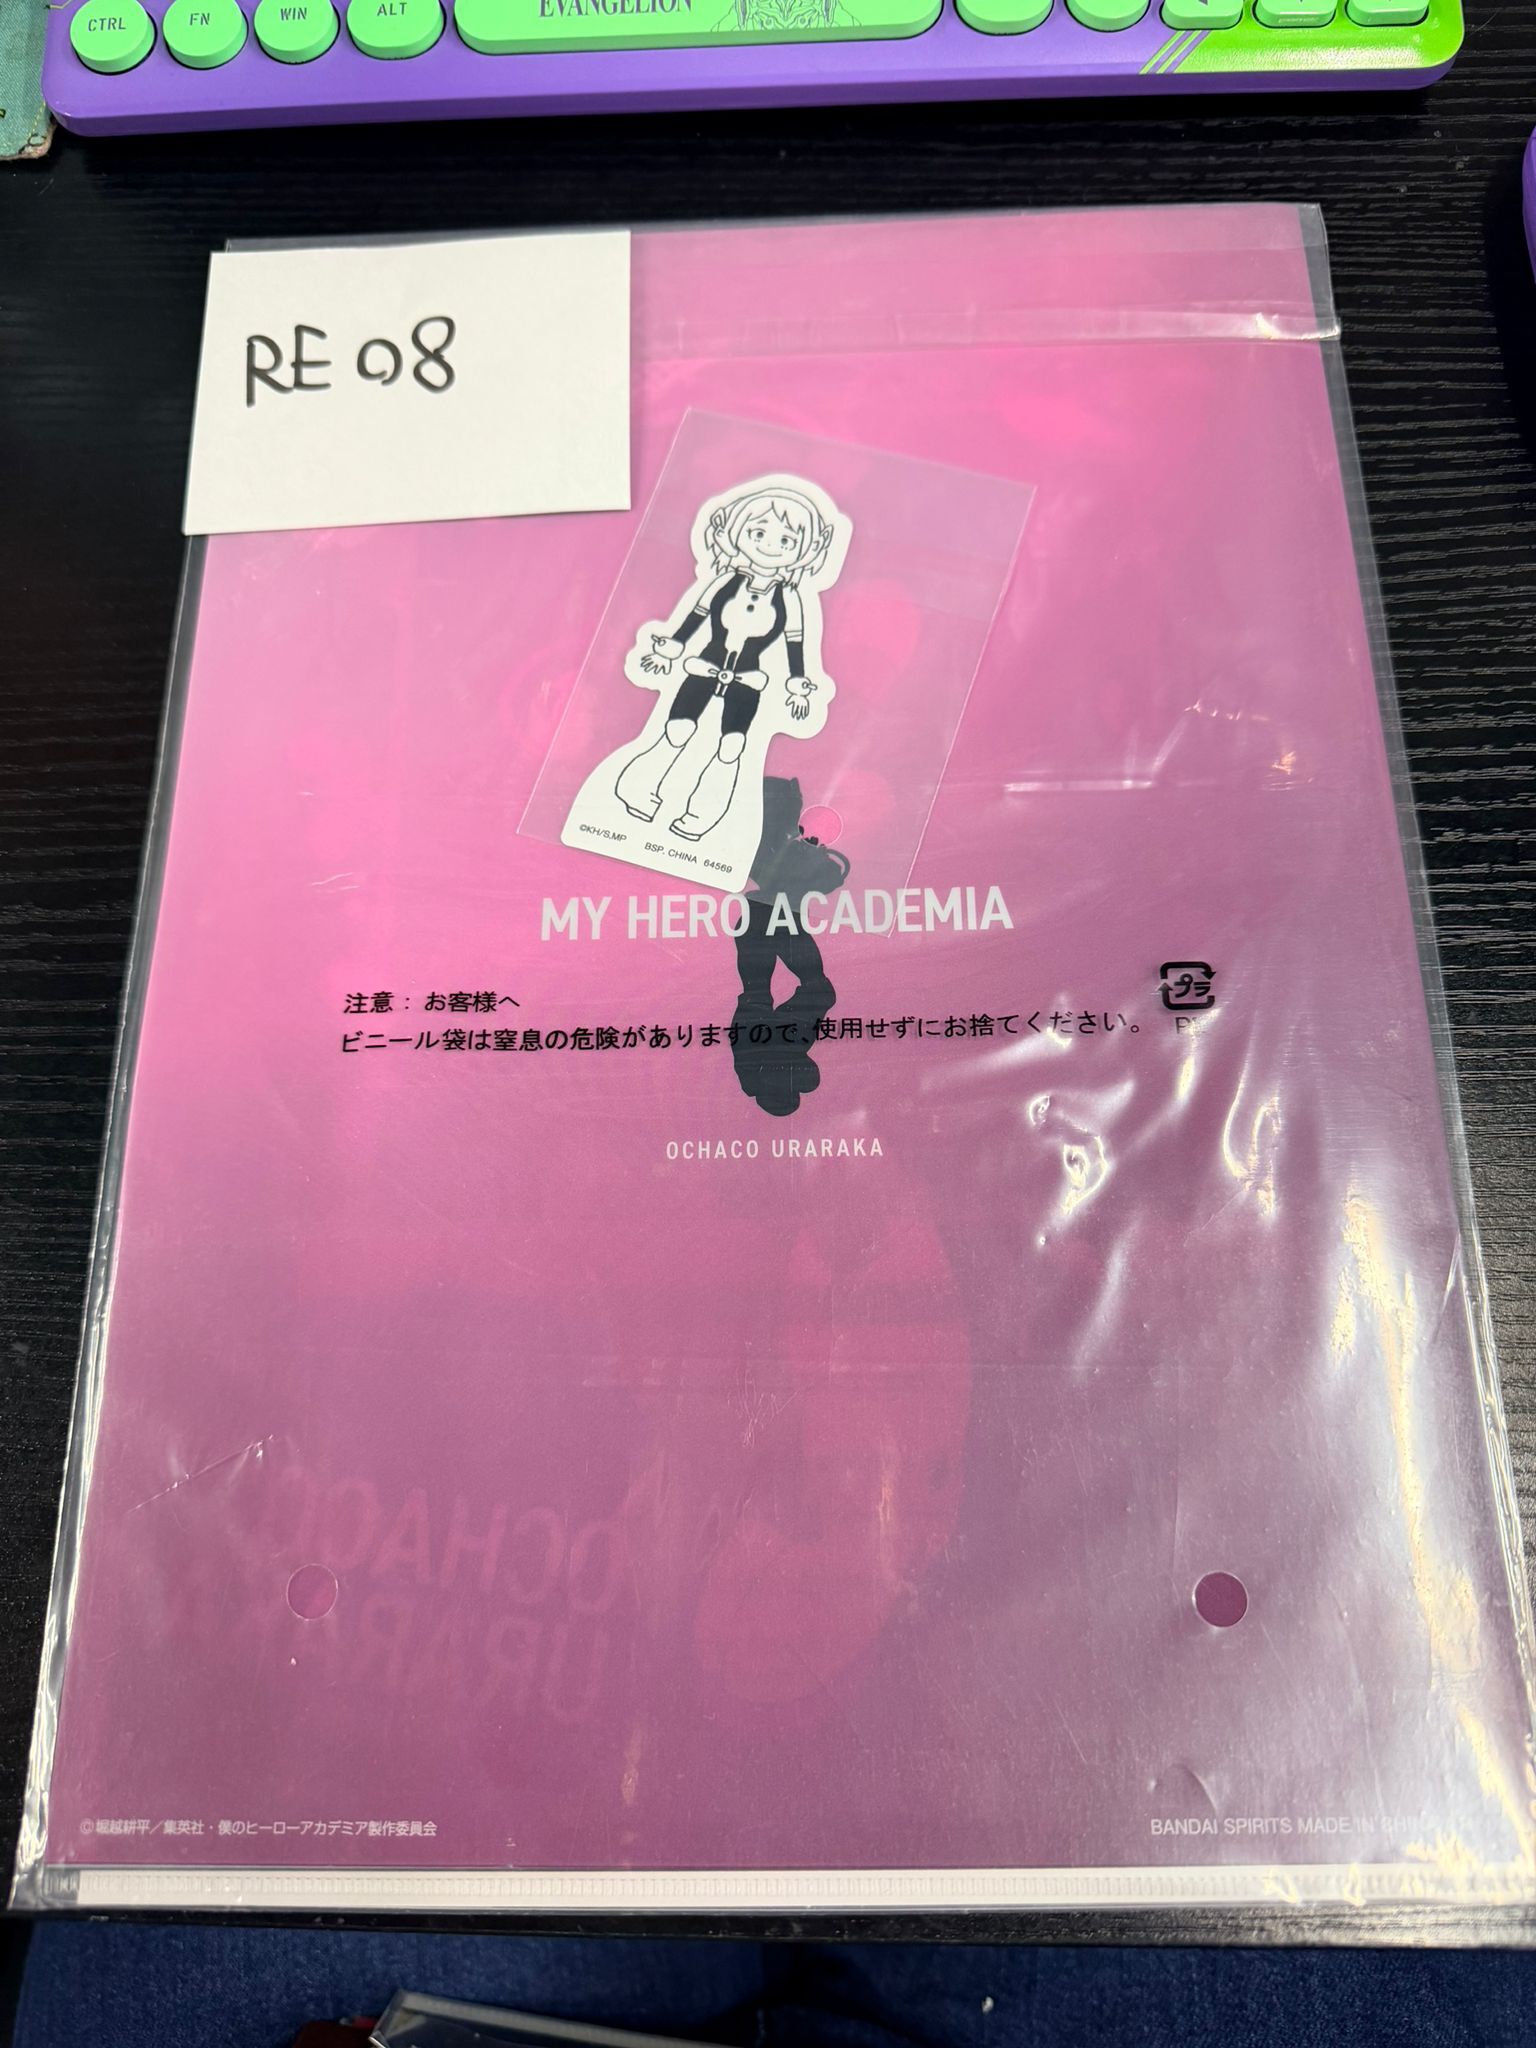 CTRL
FN
WIN
ALT
EVANGELION
RE 08
©KH/S,MP
BSP. CHINA 64569
MY HERO ACADEMIA
注意： お客様へ
ビニール袋は窒息の危険がありますので、使用せずにお捨てください。
プラ
OCHACO URARAKA
OCHACO
©堀越耕平／集英社・僕のヒーローアカデミア製作委員会
BANDAI SPIRITS MADE IN